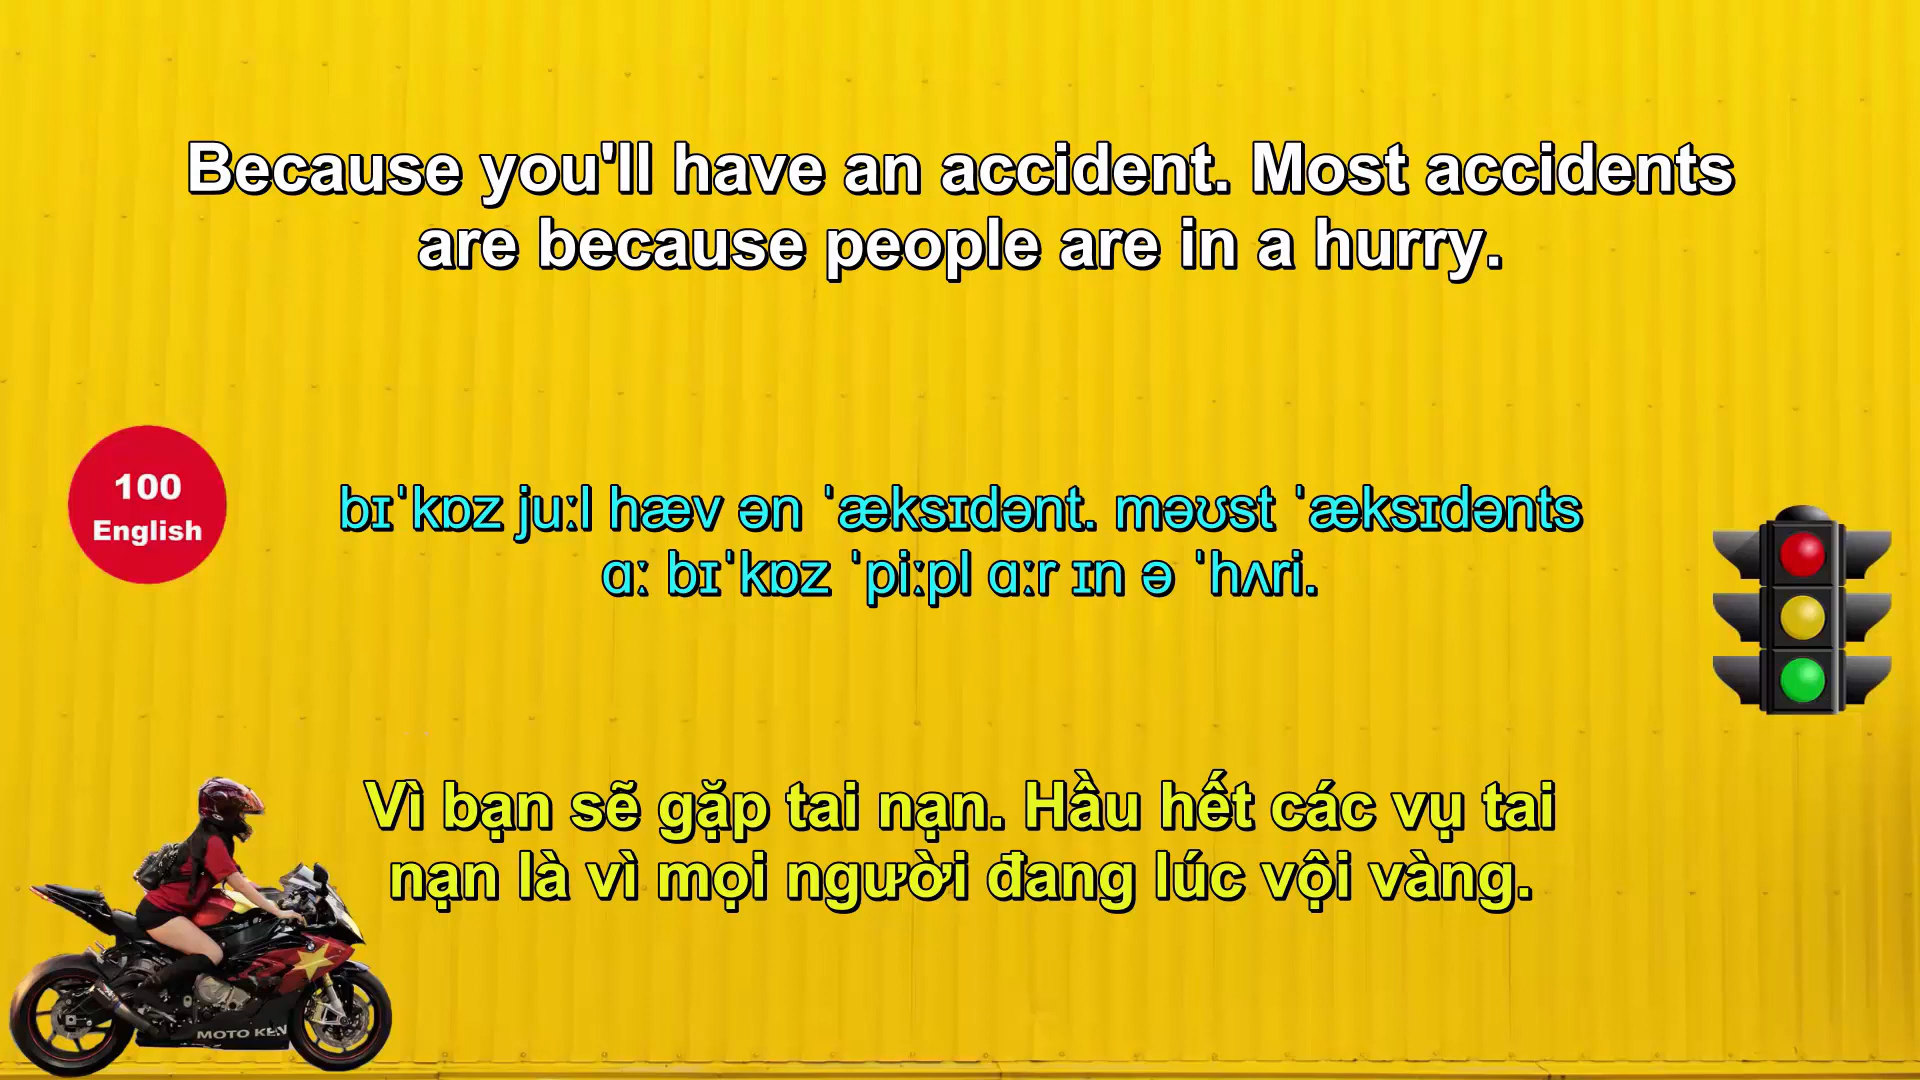 Because you'll have an accident. Most accidents
are because people are in a hurry.
100
English
bɪˈkɒz juːl hæv ən ˈæksɪdənt. məʊst ˈæksɪdənts
ɑː bɪˈkɒz ˈpiːpl ɑːr ɪn ə ˈhʌri.
Vì bạn sẽ gặp tai nạn. Hầu hết các vụ tai
nạn là vì mọi người đang lúc vội vàng.
MOTO KEN